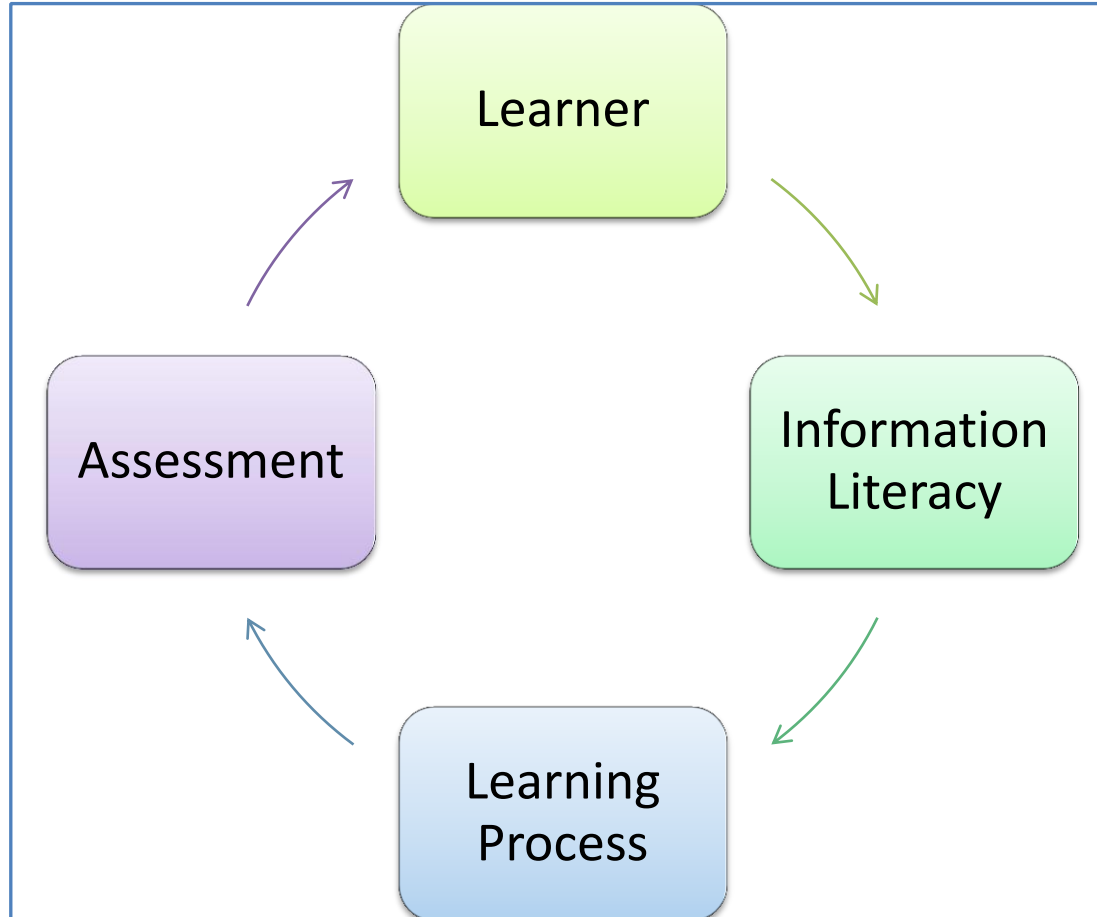 Learner
Information
Literacy
Learning
Process
Assessment